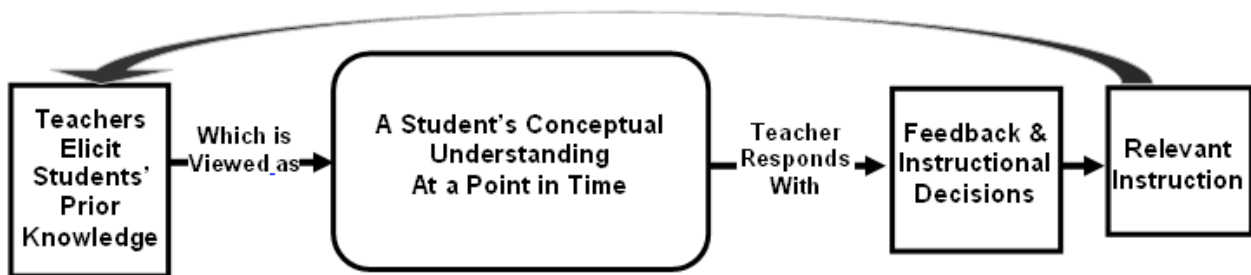 Teachers
Elicit
Students’
Prior
Knowledge
Which is
Viewed as
A Student’s Conceptual
Understanding
At a Point in Time
Teacher
Responds
With
Feedback &
Instructional
Decisions
Relevant
Instruction